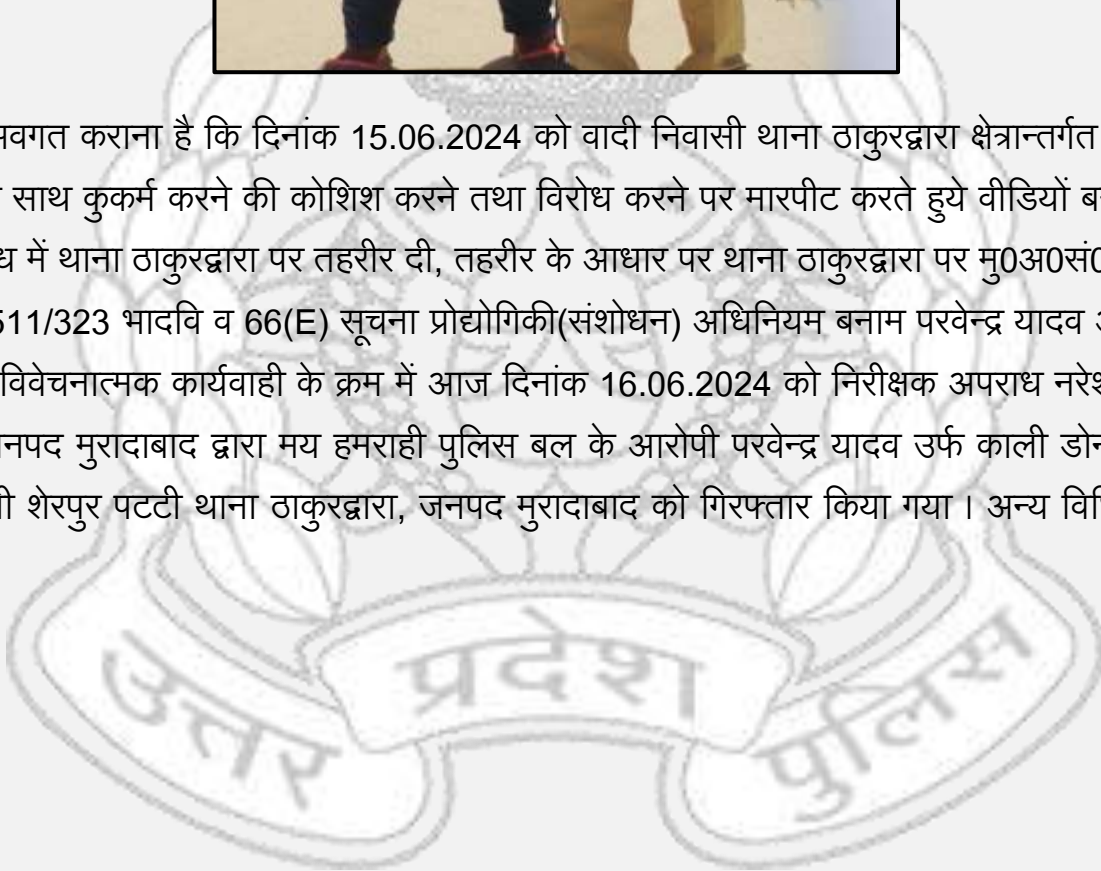 अवगत कराना है कि दिनांक 15.06.2024 को वादी निवासी थाना ठाकुरद्वारा क्षेत्रान्तर्गत
साथ कुकर्म करने की कोशिश करने तथा विरोध करने पर मारपीट करते हुये वीडियों
में थाना ठाकुरद्वारा पर तहरीर दी, तहरीर के आधार पर थाना ठाकुरद्वारा पर मु0अ0सं0
511/323 भादवि व 66(E) सूचना प्रोद्योगिकी(संशोधन) अधिनियम बनाम परवेन्द्र यादव
विवेचनात्मक कार्यवाही के क्रम में आज दिनांक 16.06.2024 को निरीक्षक अपराध
द्वारा मय हमराही पुलिस बल के आरोपी परवेन्द्र यादव उर्फ काली
शेरपुर पटटी थाना ठाकुरद्वारा, जनपद मुरादाबाद को गिरफ्तार किया गया । अन्य
उत्तर प्रदेश पुलिस